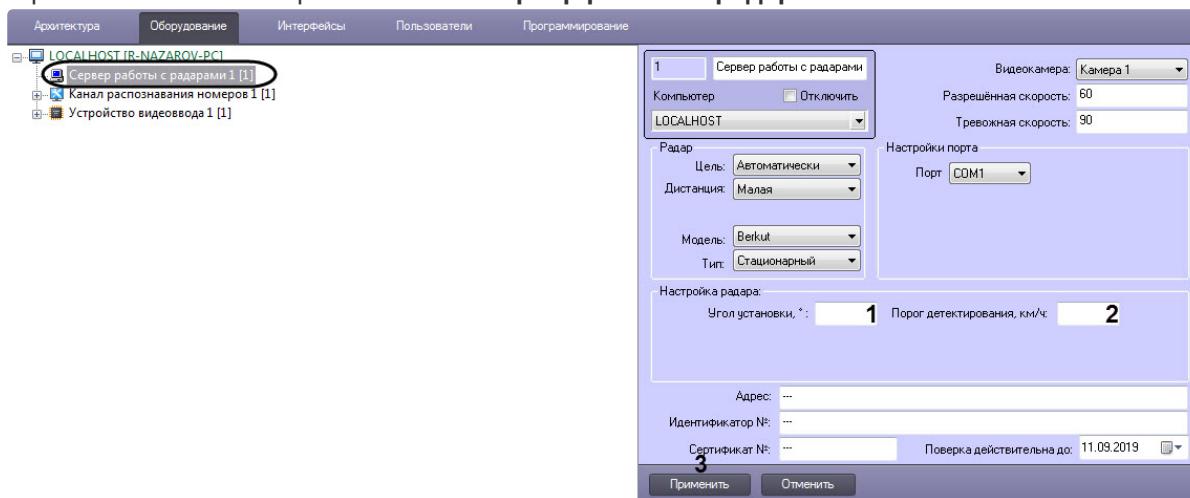 Архитектура Оборудование Интерфейсы Пользователи Программирование
LOCALHOST [R-NAZAROV-PC]
Сервер работы с радарами 1 [1]
Канал распознавания номеров 1 [1]
Устройство видеоввода 1 [1]
1 Сервер работы с радарами
Компьютер Отключить
LOCALHOST
Видеокамера: Камера 1
Разрешённая скорость: 60
Тревожная скорость: 90
Радар
Цель: Автоматически
Дистанция: Малая
Модель: Berkut
Тип: Стационарный
Настройки порта
Порт COM1
Настройка радара:
Угол установки, ° : 1 Порог детектирования, км/ч: 2
Адрес: ---
Идентификатор №: ---
Сертификат №: --- Поверка действительна до: 11.09.2019
3
Применить Отменить